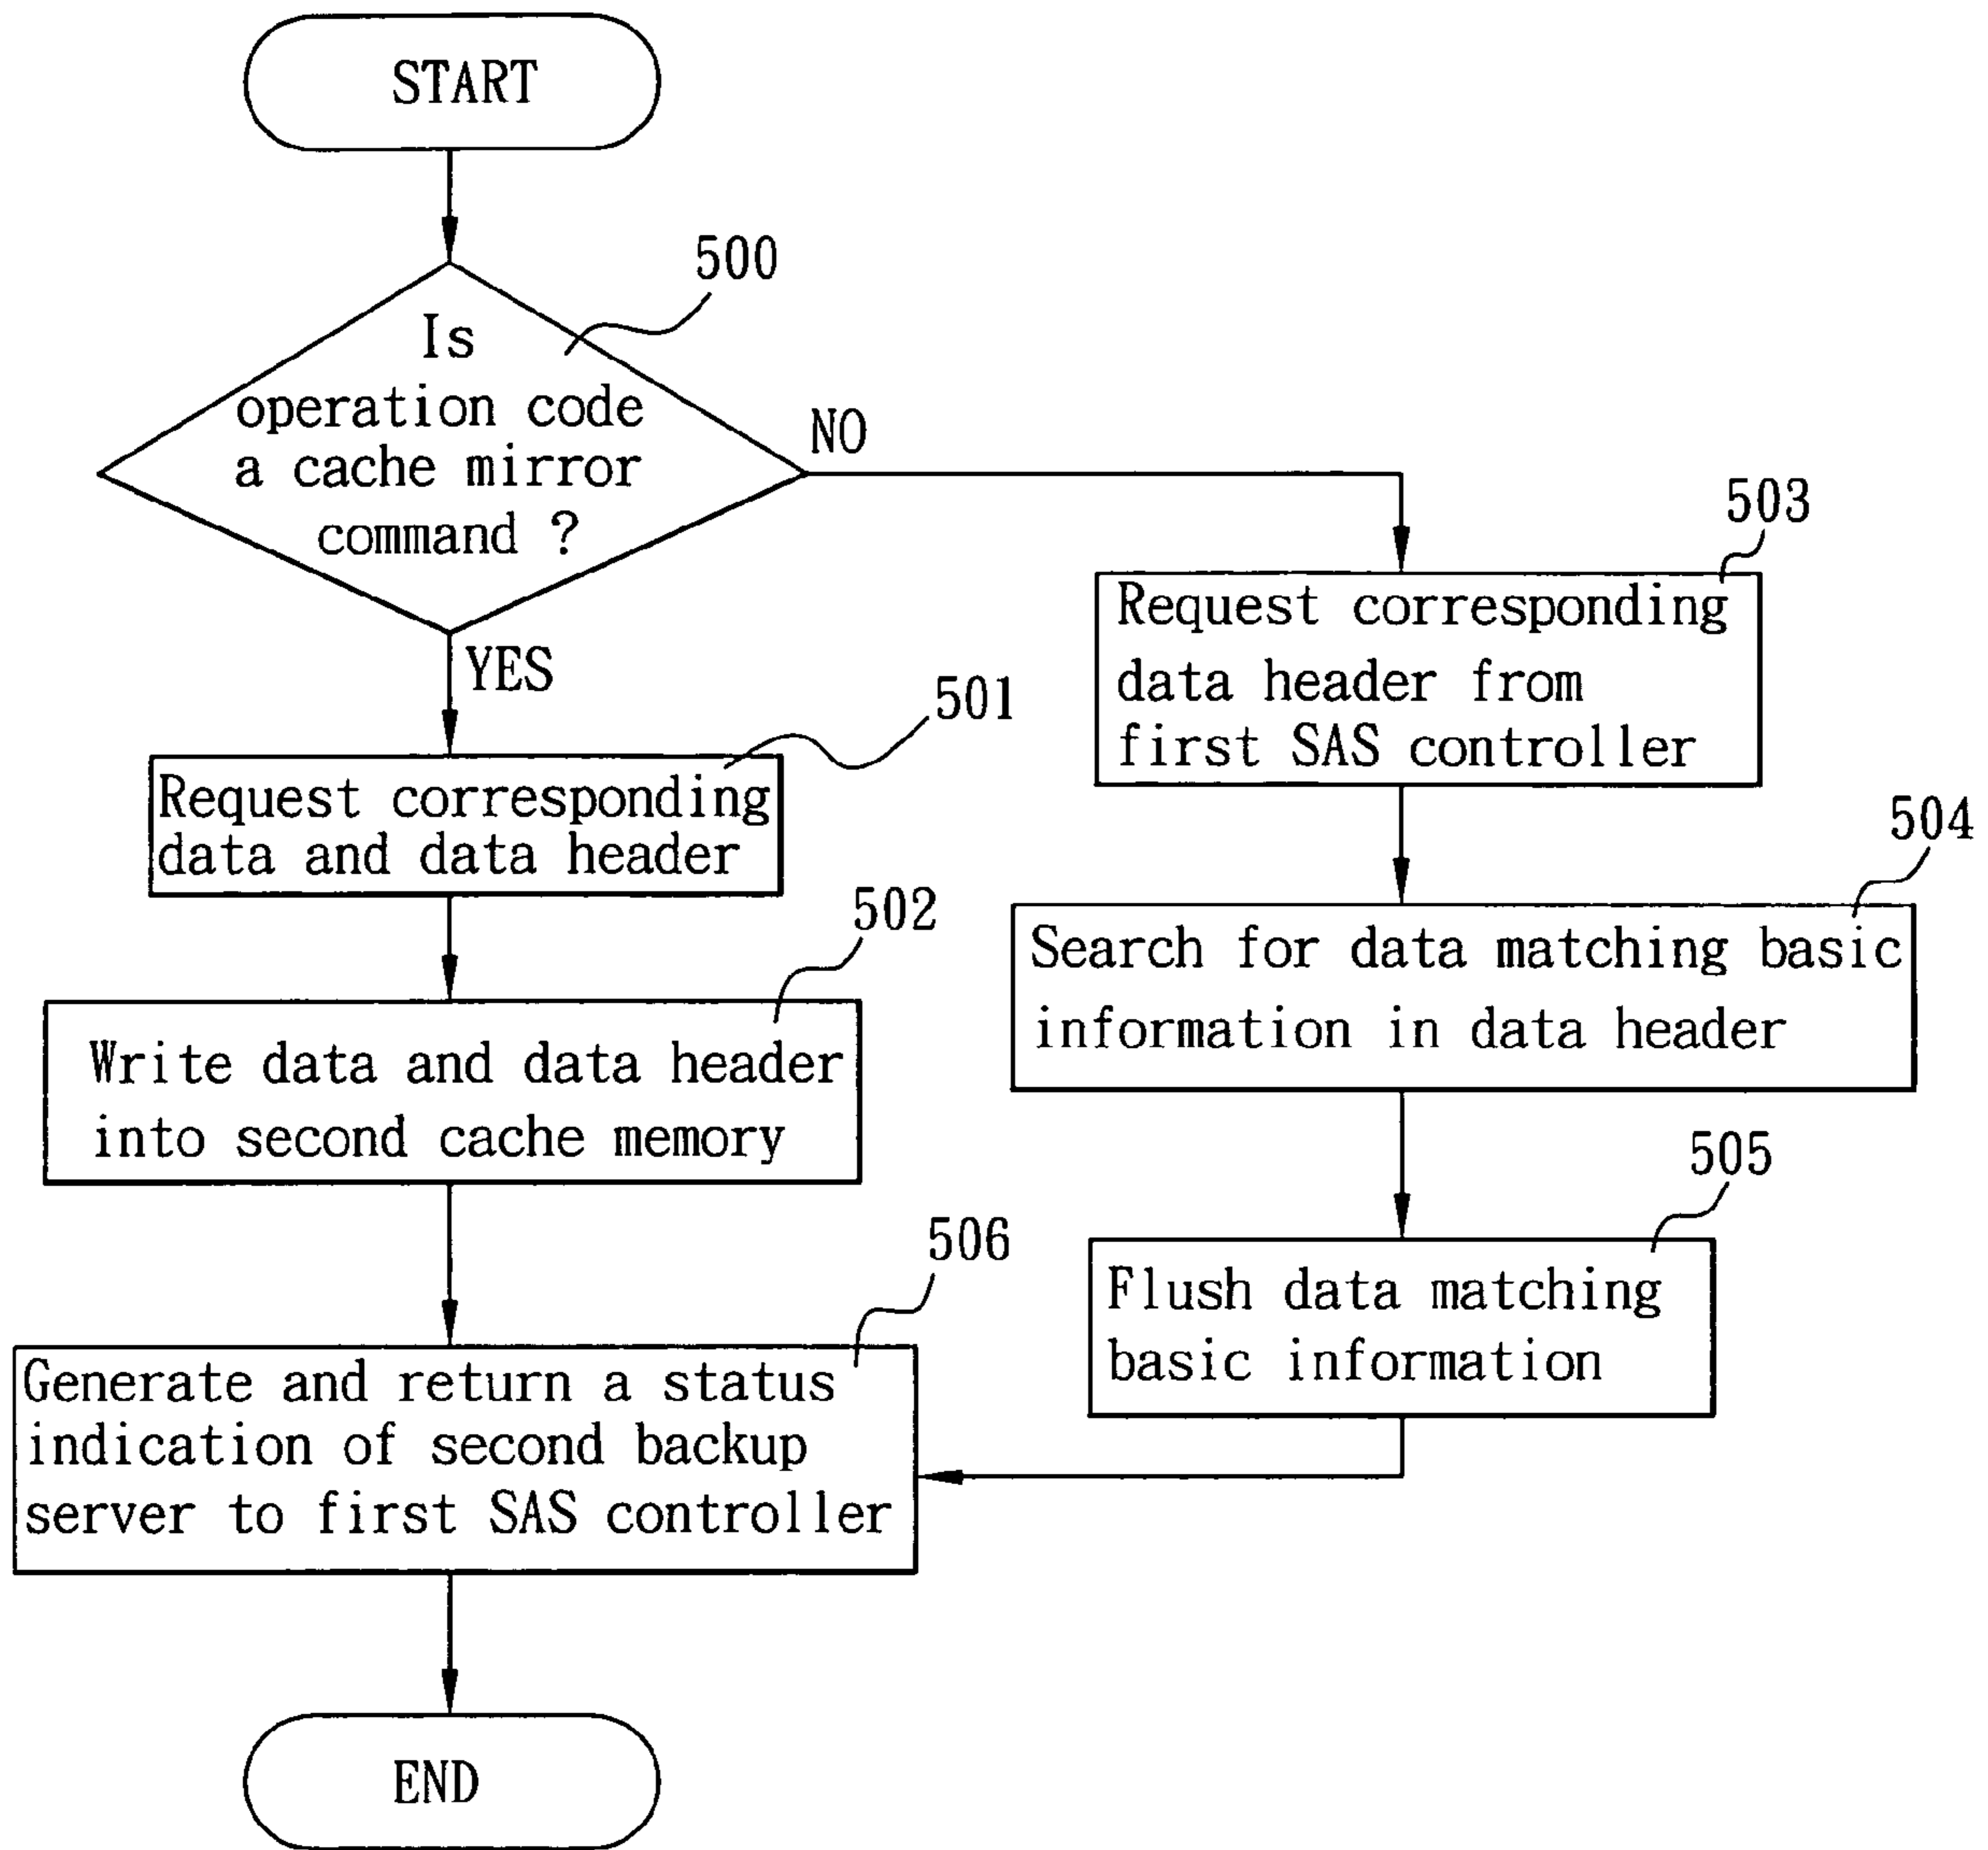 START
500
Is
operation code
a cache mirror
command ?
NO
YES
501
Request corresponding
data and data header
502
Write data and data header
into second cache memory
503
Request corresponding
data header from
first SAS controller
504
Search for data matching basic
information in data header
505
Flush data matching
basic information
506
Generate and return a status
indication of second backup
server to first SAS controller
END